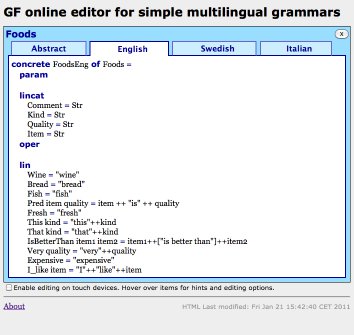 GF online editor for simple multilingual grammars
Foods x
Abstract English Swedish Italian
concrete FoodsEng of Foods =
param
lincat
Comment = Str
Kind = Str
Quality = Str
Item = Str
oper
lin
Wine = "wine"
Bread = "bread"
Fish = "fish"
Pred item quality = item ++ "is" ++ quality
Fresh = "fresh"
This kind = "this"++kind
That kind = "that"++kind
IsBetterThan item1 item2 = item1++["is better than"]++item2
Very quality = "very"++quality
Expensive = "expensive"
I_like item = "I"++"like"++item
Enable editing on touch devices. Hover over items for hints and editing options.
About HTML Last modified: Fri Jan 21 15:42:40 CET 2011